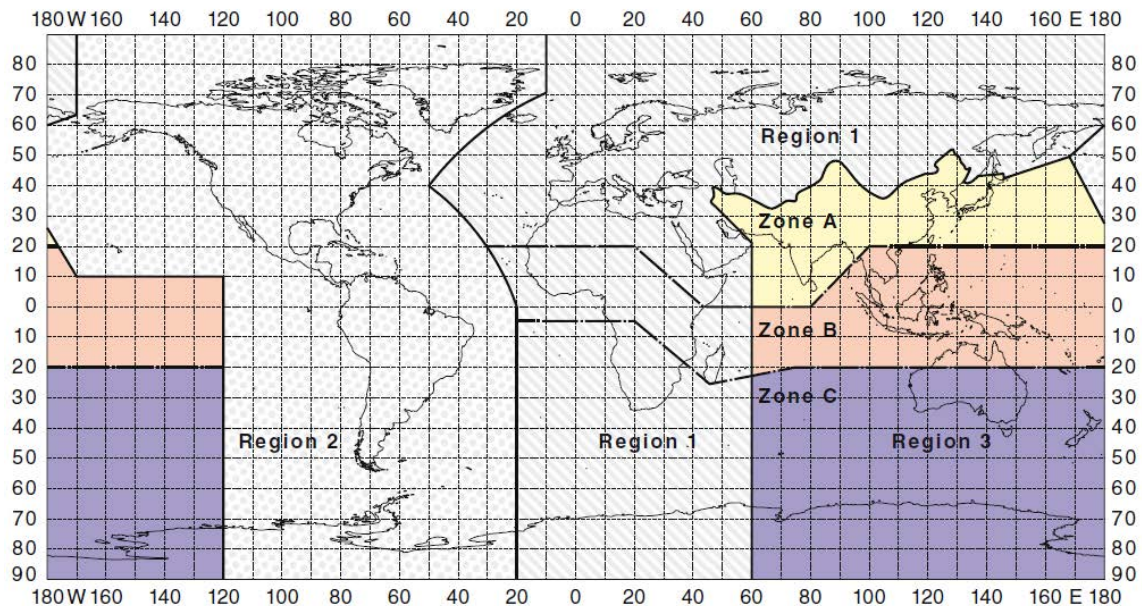 180 W 160 140 120 100 80 60 40 20 0 20 40 60 80 100 120 140 160 E 180
80 80
70 70
60 Region 1 60
50 50
40 40
30 Zone A 30
20 20
10 10
0 0
10 Zone B 10
20 20
30 Zone C 30
40 Region 2 Region 1 Region 3 40
50 50
60 60
70 70
80 80
90 90
180 W 160 140 120 100 80 60 40 20 0 20 40 60 80 100 120 140 160 E 180